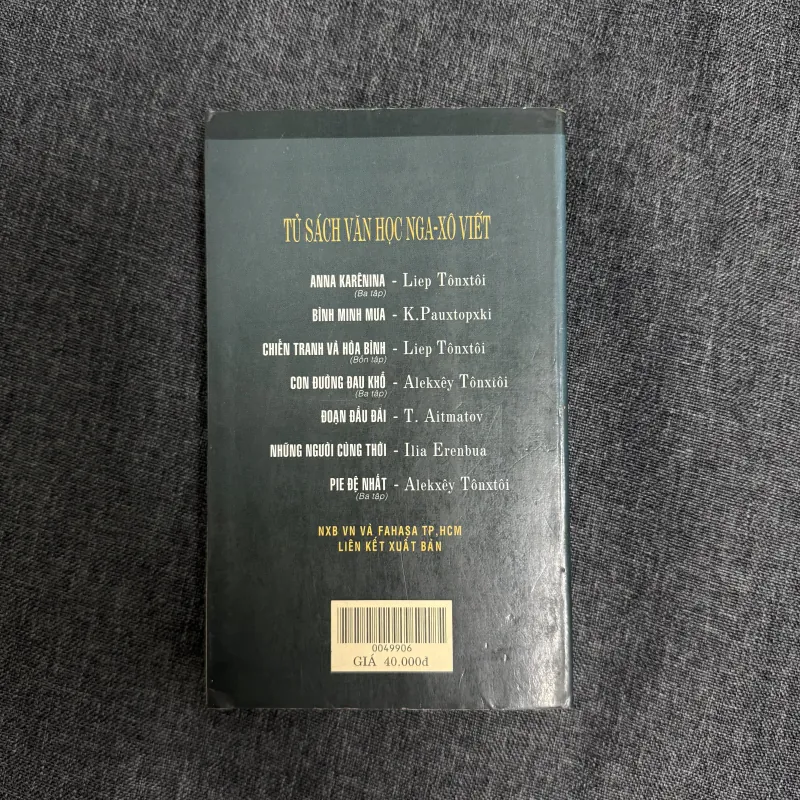 TỦ SÁCH VĂN HỌC NGA-XÔ VIẾT
ANNA KARÊNINA - Liep Tônxtôi
(Ba tập)
BÌNH MINH MƯA - K.Pauxtopxki
CHIẾN TRANH VÀ HÒA BÌNH - Liep Tônxtôi
(Bốn tập)
CON ĐƯỜNG ĐAU KHỔ - Alekxêy Tônxtôi
(Ba tập)
ĐOẠN ĐẦU ĐÀI - T. Aitmatov
NHỮNG NGƯỜI CÙNG THỜI - Ilia Erenbua
PIE ĐỆ NHẤT - Alekxêy Tônxtôi
(Ba tập)
NXB VN VÀ FAHASA TP.HCM
LIÊN KẾT XUẤT BẢN
0049906
GIÁ 40.000đ